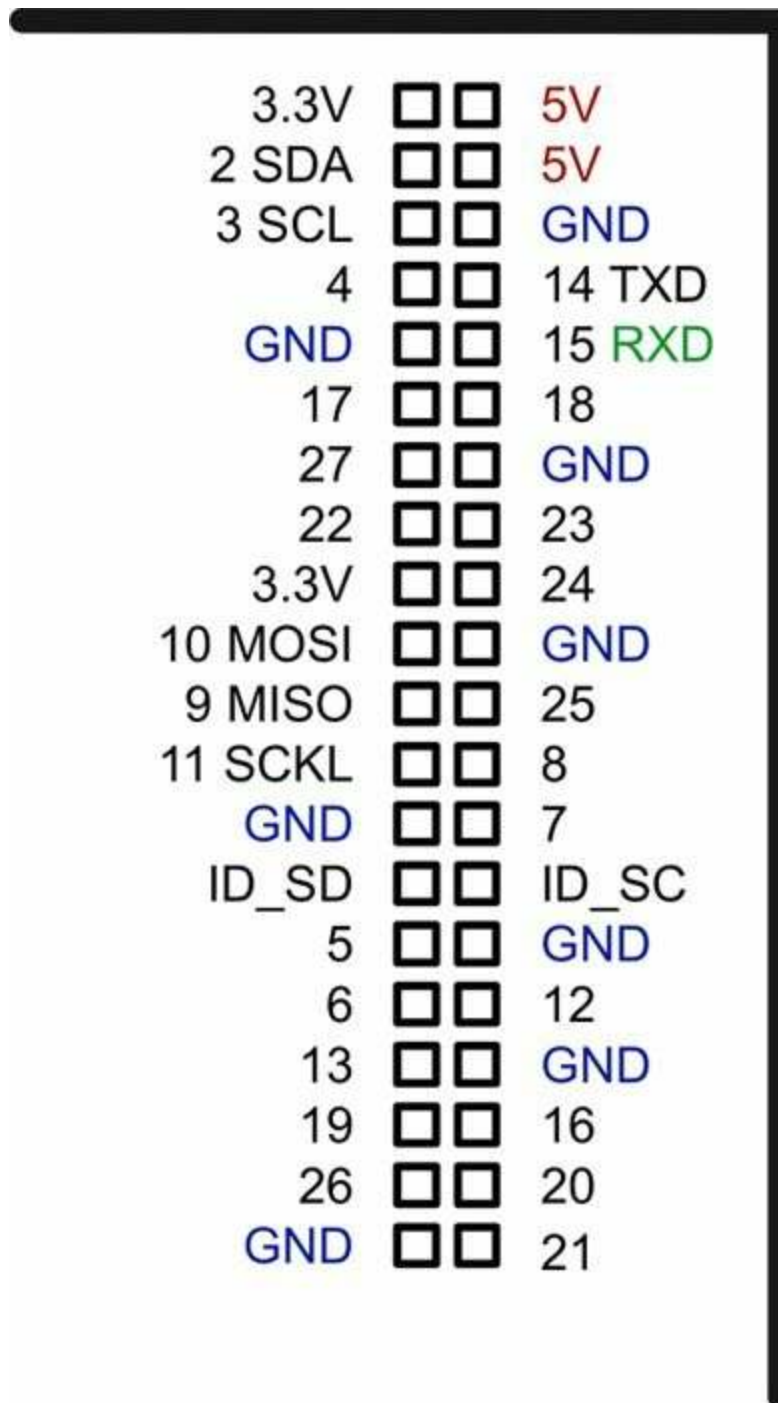 3.3V 5V
2 SDA 5V
3 SCL GND
4 14 TXD
GND 15 RXD
17 18
27 GND
22 23
3.3V 24
10 MOSI GND
9 MISO 25
11 SCKL 8
GND 7
ID_SD ID_SC
5 GND
6 12
13 GND
19 16
26 20
GND 21